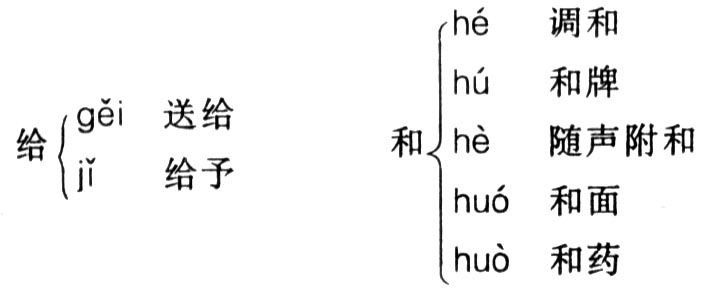 给
gěi 送给
jǐ 给予
和
hé 调和
hú 和牌
hè 随声附和
huó 和面
huò 和药